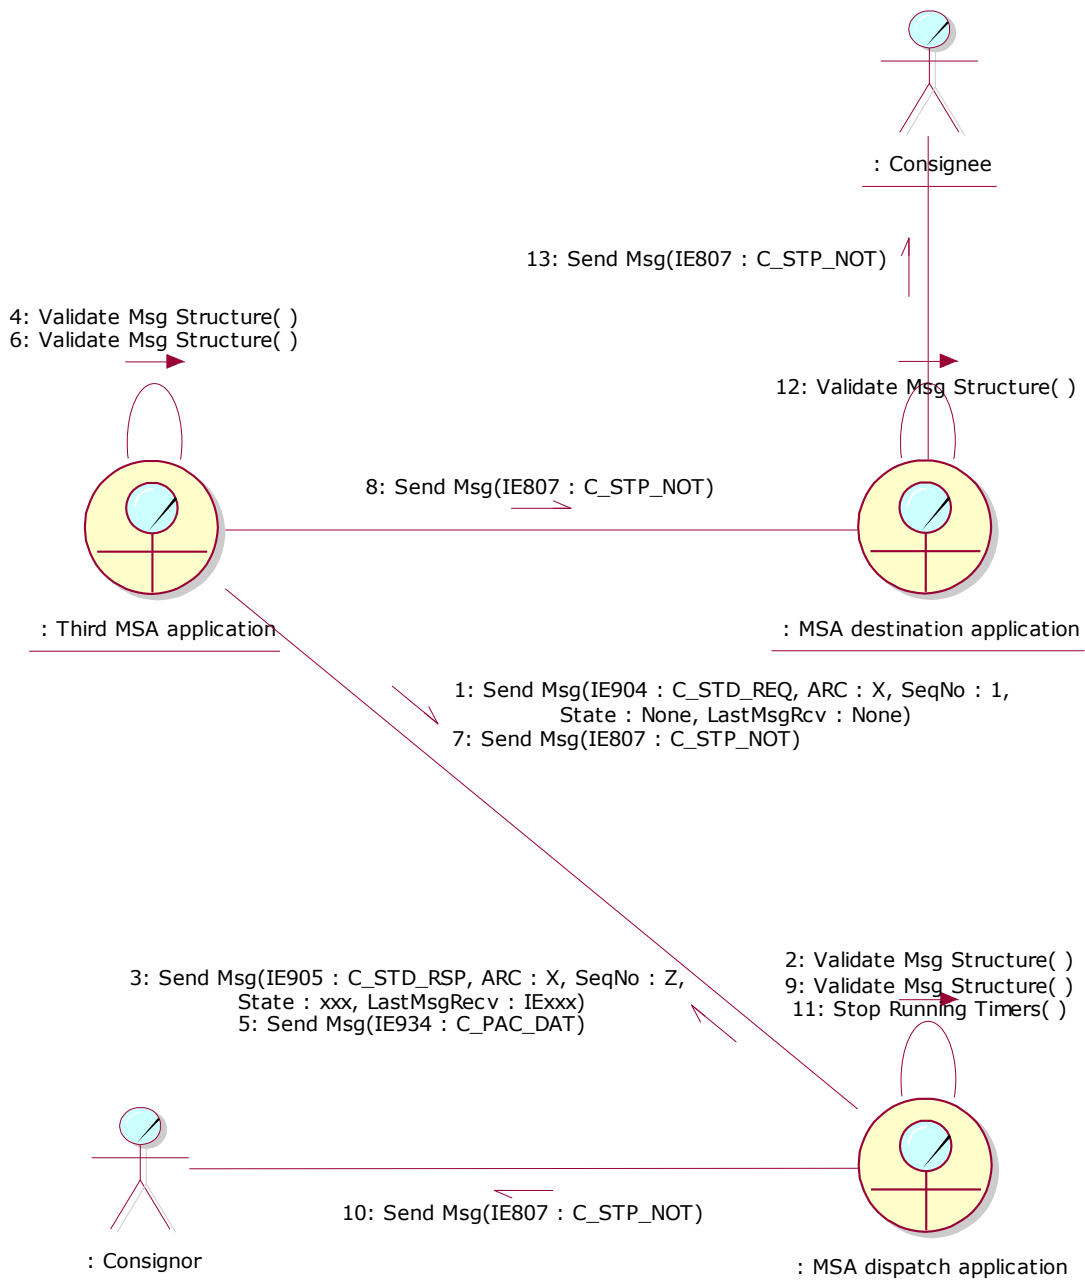 : Consignee
13: Send Msg(IE807 : C_STP_NOT)
4: Validate Msg Structure( )
6: Validate Msg Structure( )
12: Validate Msg Structure( )
8: Send Msg(IE807 : C_STP_NOT)
: Third MSA application
: MSA destination application
1: Send Msg(IE904 : C_STD_REQ, ARC : X, SeqNo : 1,
State : None, LastMsgRcv : None)
7: Send Msg(IE807 : C_STP_NOT)
3: Send Msg(IE905 : C_STD_RSP, ARC : X, SeqNo : Z,
State : xxx, LastMsgRecv : IExxx)
5: Send Msg(IE934 : C_PAC_DAT)
2: Validate Msg Structure( )
9: Validate Msg Structure( )
11: Stop Running Timers( )
10: Send Msg(IE807 : C_STP_NOT)
: Consignor
: MSA dispatch application